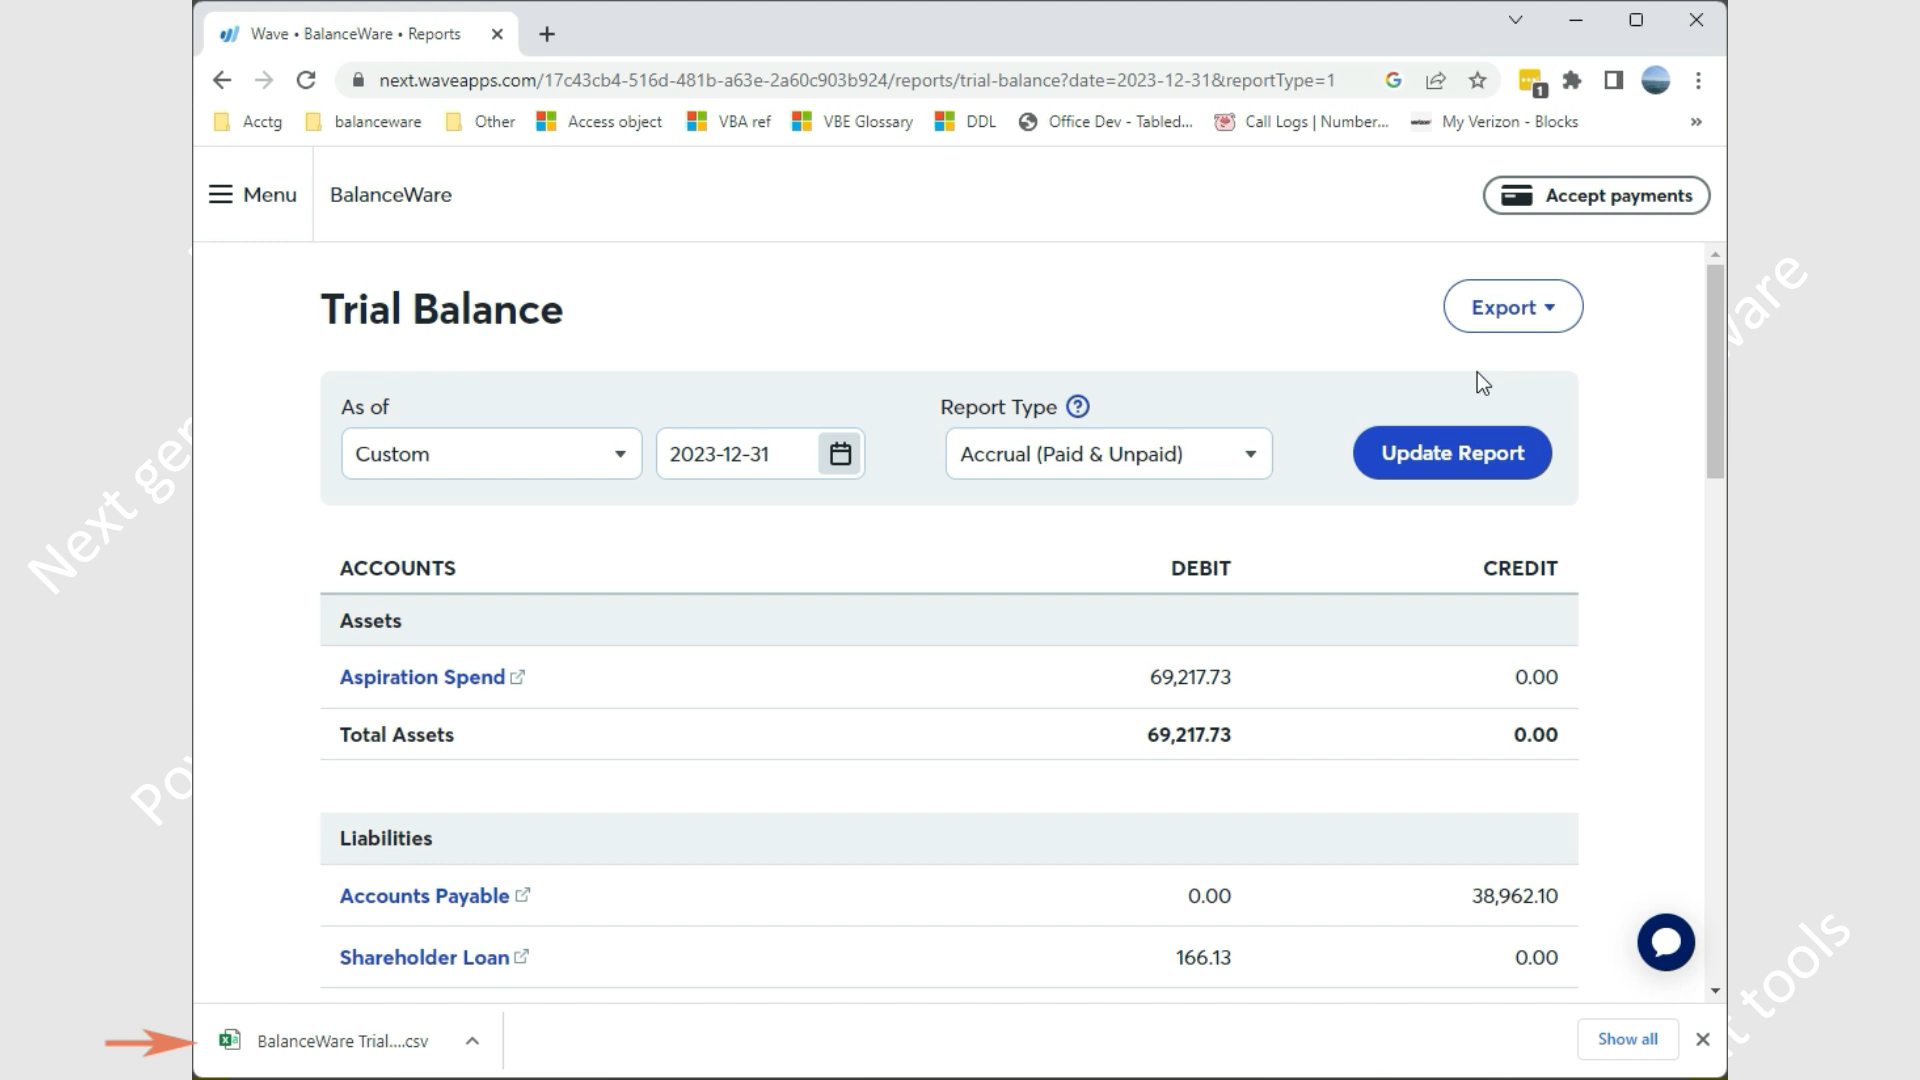 Wave • BalanceWare • Reports
next.waveapps.com/17c43cb4-516d-481b-a63e-2a60c903b924/reports/trial-balance?date=2023-12-31&reportType=1
1
Acctg balanceware Other Access object VBA ref VBE Glossary DDL Office Dev - Tabled... Call Logs | Number... My Verizon - Blocks »
Menu BalanceWare Accept payments
Trial Balance Export
As of Report Type ?
Custom 2023-12-31 Accrual (Paid & Unpaid) Update Report
ACCOUNTS DEBIT CREDIT
Assets
Aspiration Spend 69,217.73 0.00
Total Assets 69,217.73 0.00
Liabilities
Accounts Payable 0.00 38,962.10
Shareholder Loan 166.13 0.00
BalanceWare Trial....csv Show all
Next ge
tools